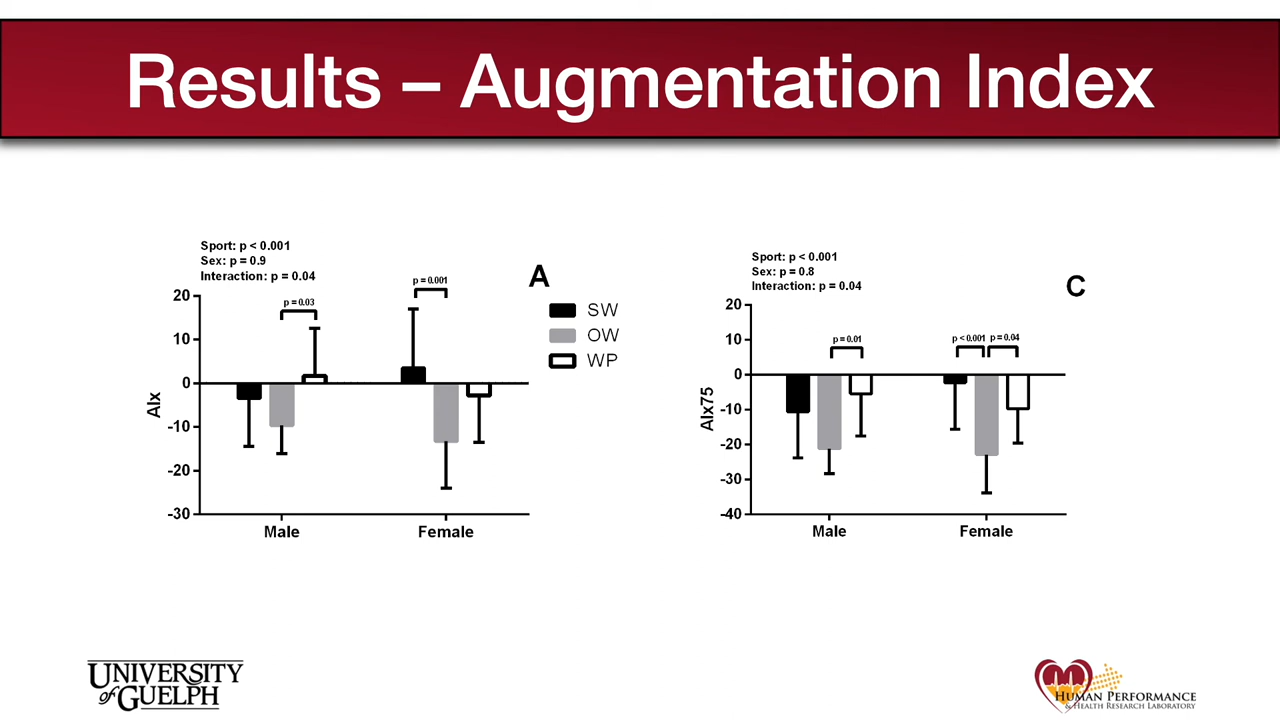 Results – Augmentation Index
Sport: p < 0.001
Sex: p = 0.9
Interaction: p = 0.04
p = 0.03
p = 0.001
A
SW
OW
WP
20
10
0
-10
-20
-30
AIx
Male
Female
Sport: p < 0.001
Sex: p = 0.8
Interaction: p = 0.04
C
p = 0.01
p < 0.001
p = 0.04
20
10
0
-10
-20
-30
-40
AIx75
Male
Female
UNIVERSITY
of GUELPH
HUMAN PERFORMANCE
& HEALTH RESEARCH LABORATORY